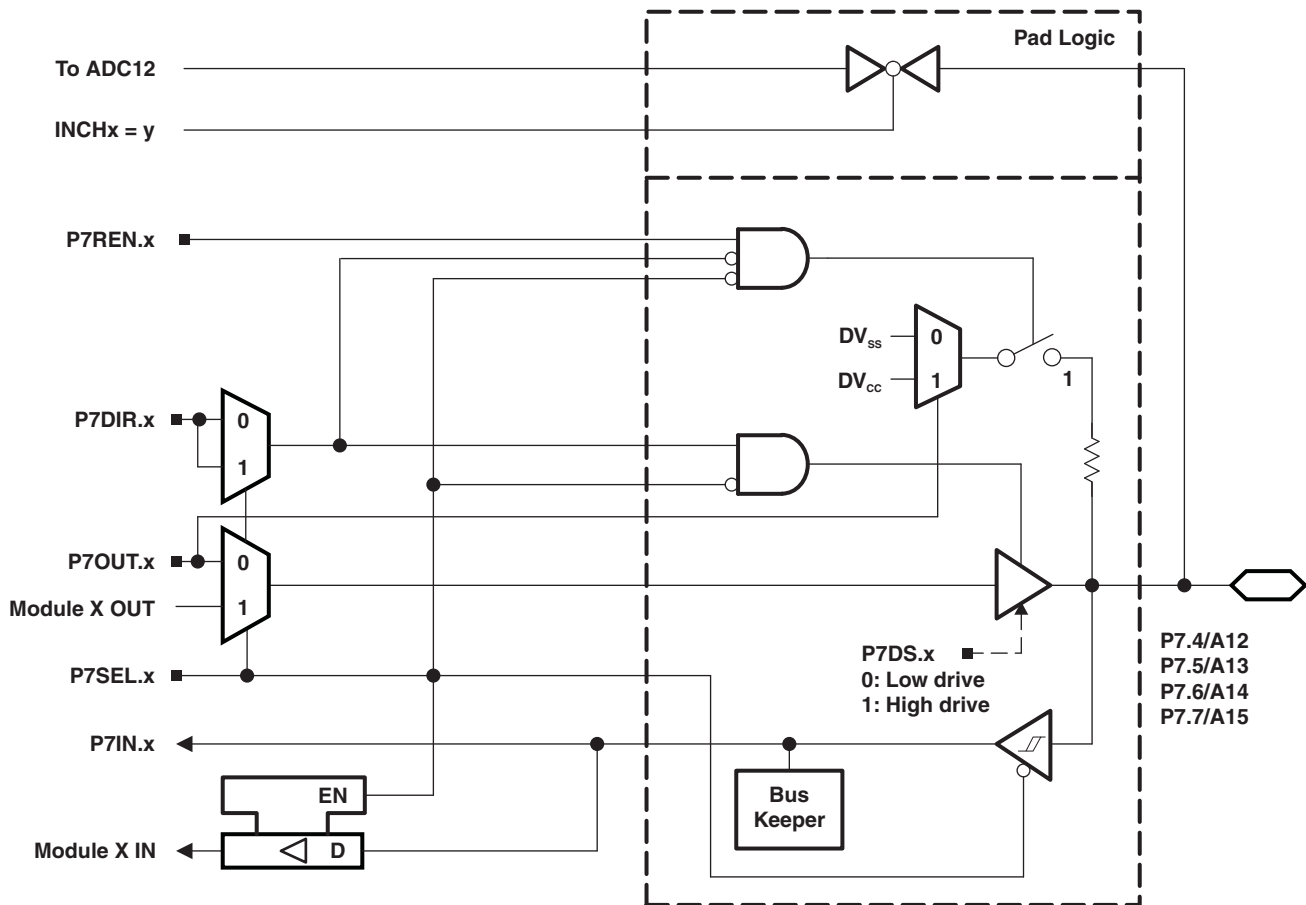 Pad Logic
To ADC12
INCHx = y
P7REN.x
DVSS
0
DVCC
1
1
P7DIR.x
0
1
P7OUT.x
0
Module X OUT
1
P7SEL.x
P7DS.x
0: Low drive
1: High drive
P7.4/A12
P7.5/A13
P7.6/A14
P7.7/A15
P7IN.x
EN
Bus
Keeper
Module X IN
D